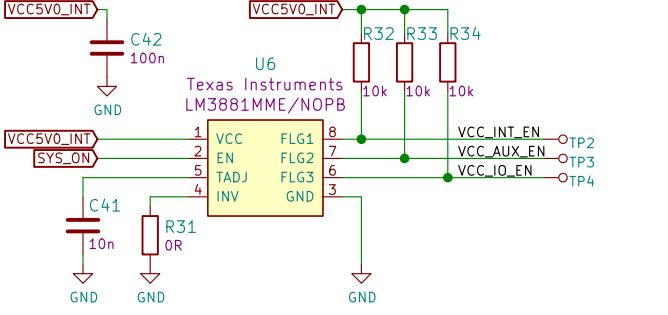 VCC5V0_INT
C42
100n
GND
VCC5V0_INT
R32
R33
R34
10k
10k
10k
U6
Texas Instruments
LM3881MME/NOPB
VCC5V0_INT
SYS_ON
1
2
5
4
VCC
EN
TADJ
INV
FLG1
FLG2
FLG3
GND
8
7
6
3
VCC_INT_EN
VCC_AUX_EN
VCC_IO_EN
TP2
TP3
TP4
C41
10n
R31
0R
GND
GND
GND